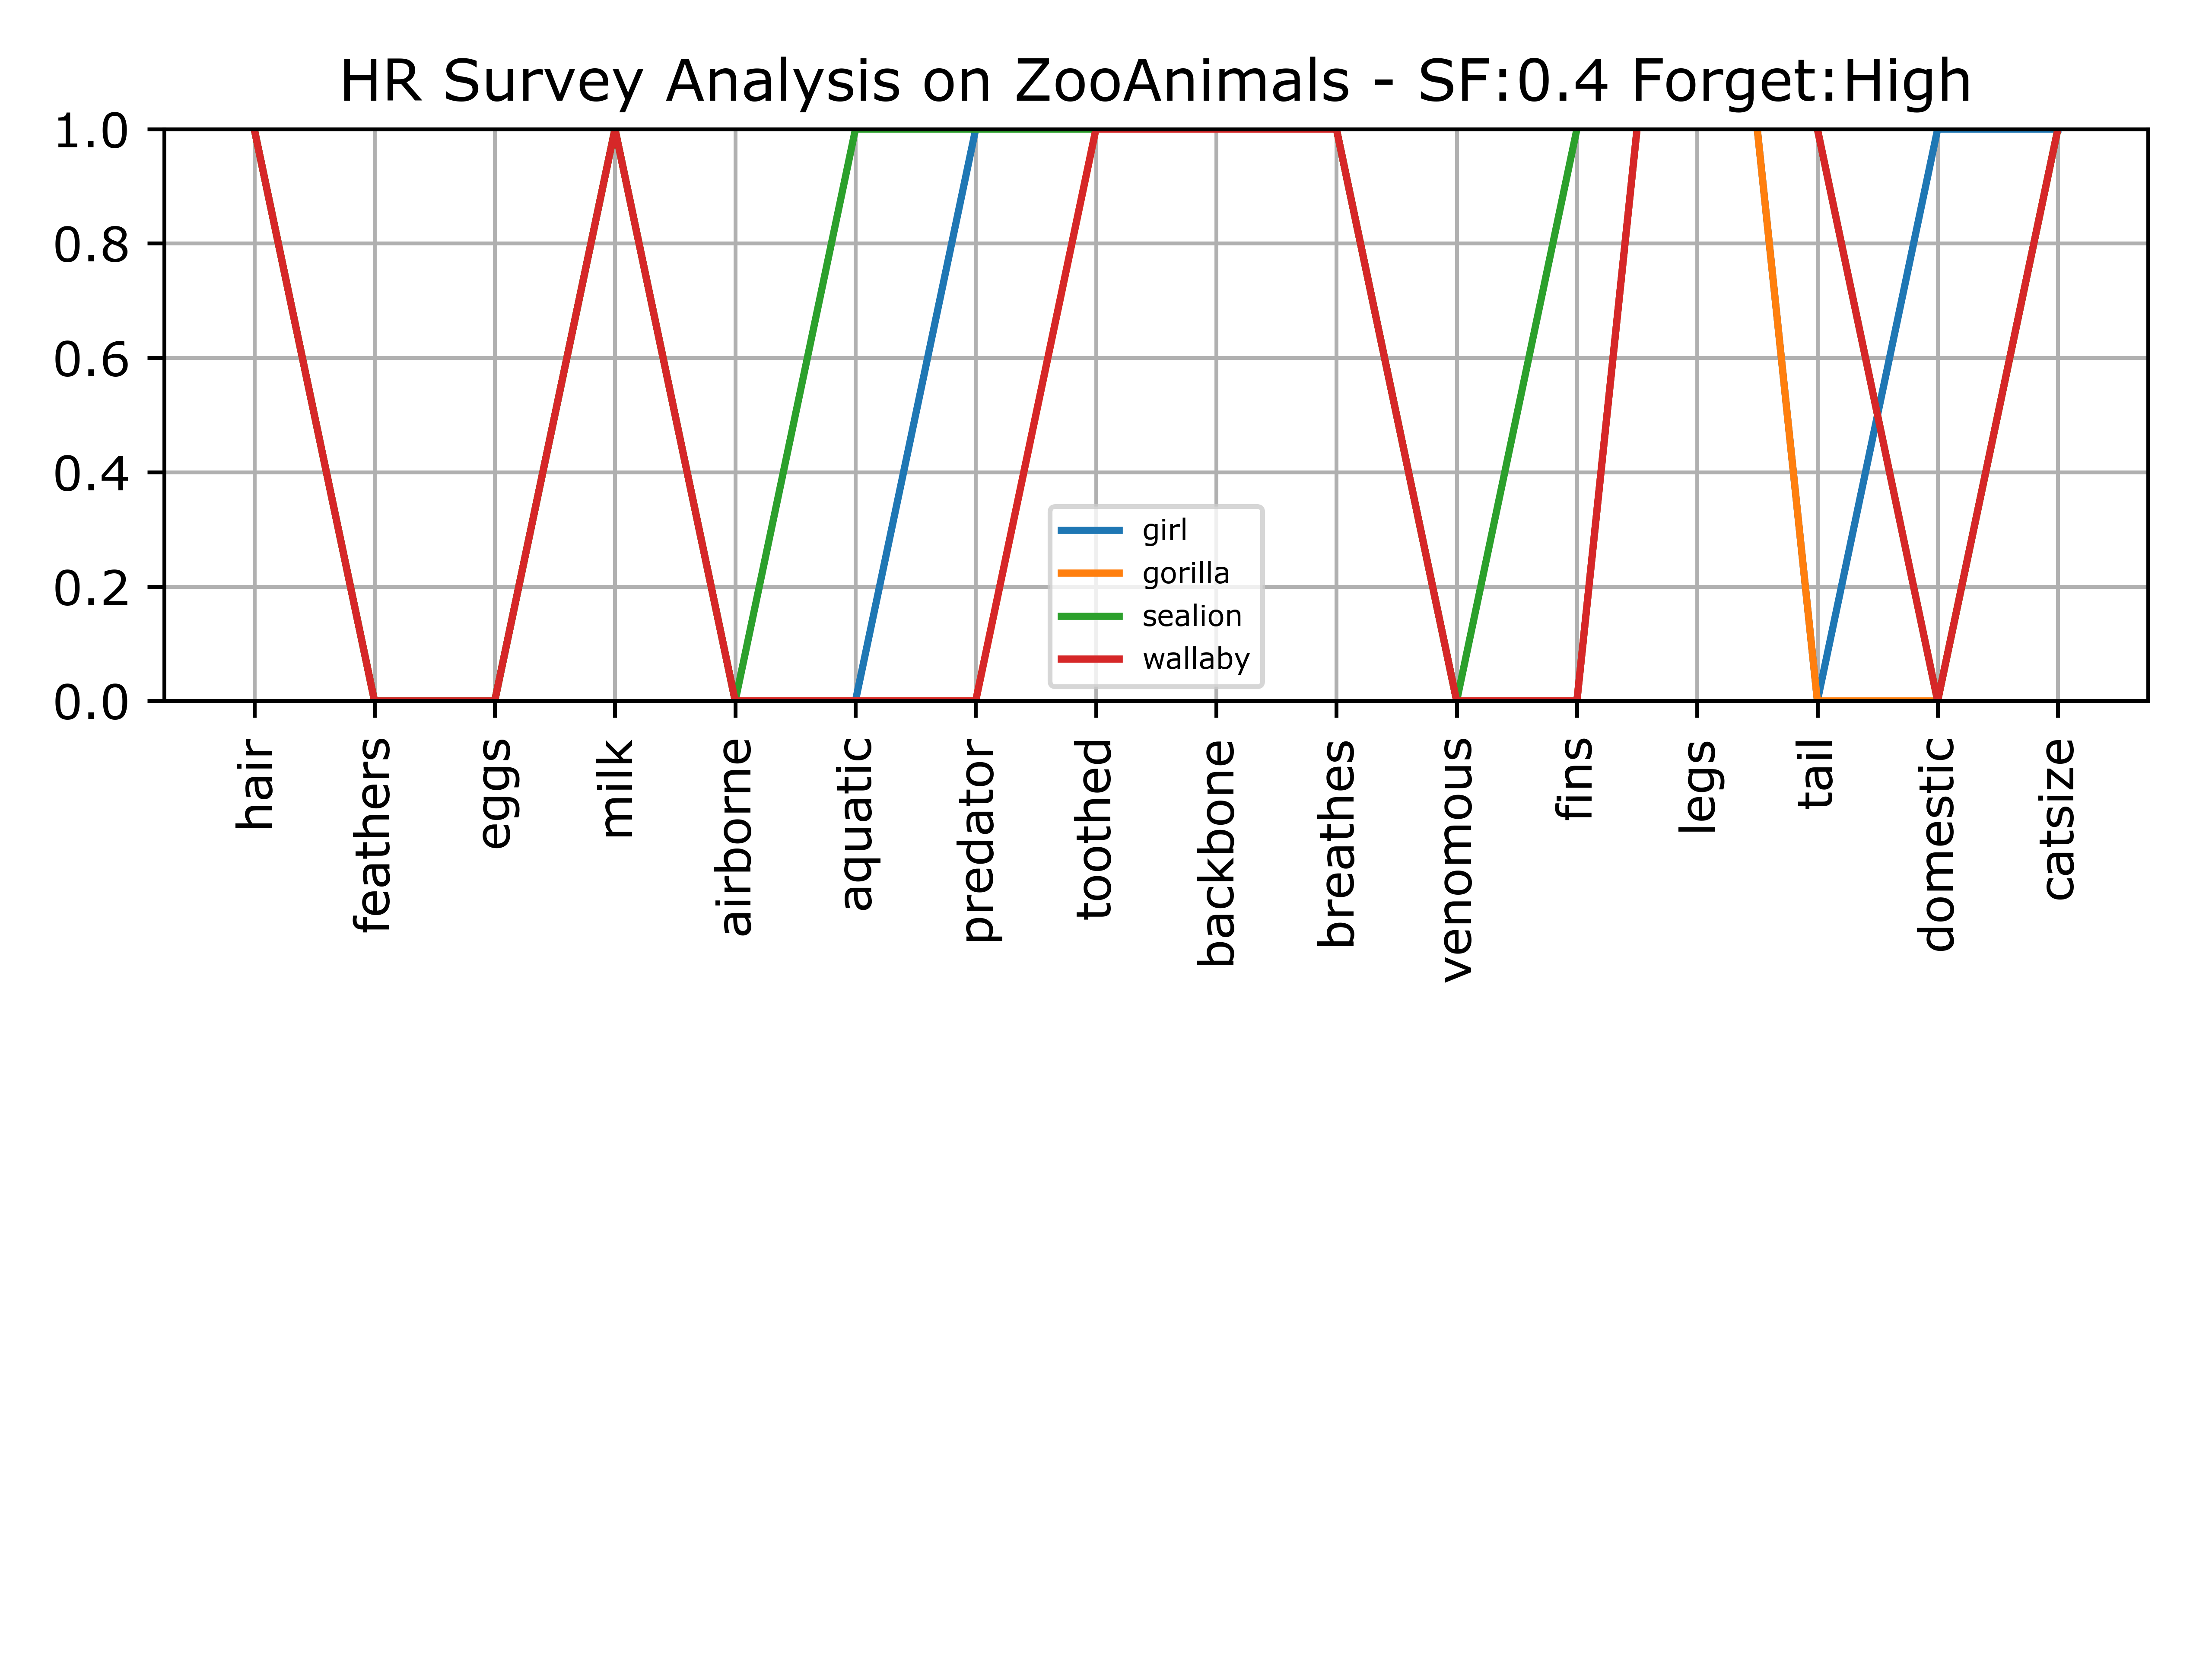 HR Survey Analysis on ZooAnimals - SF:0.4 Forget:High
1.0
0.8
0.6
0.4
0.2
0.0
girl
gorilla
sealion
wallaby
hair
feathers
eggs
milk
airborne
aquatic
predator
toothed
backbone
breathes
venomous
fins
legs
tail
domestic
catsize